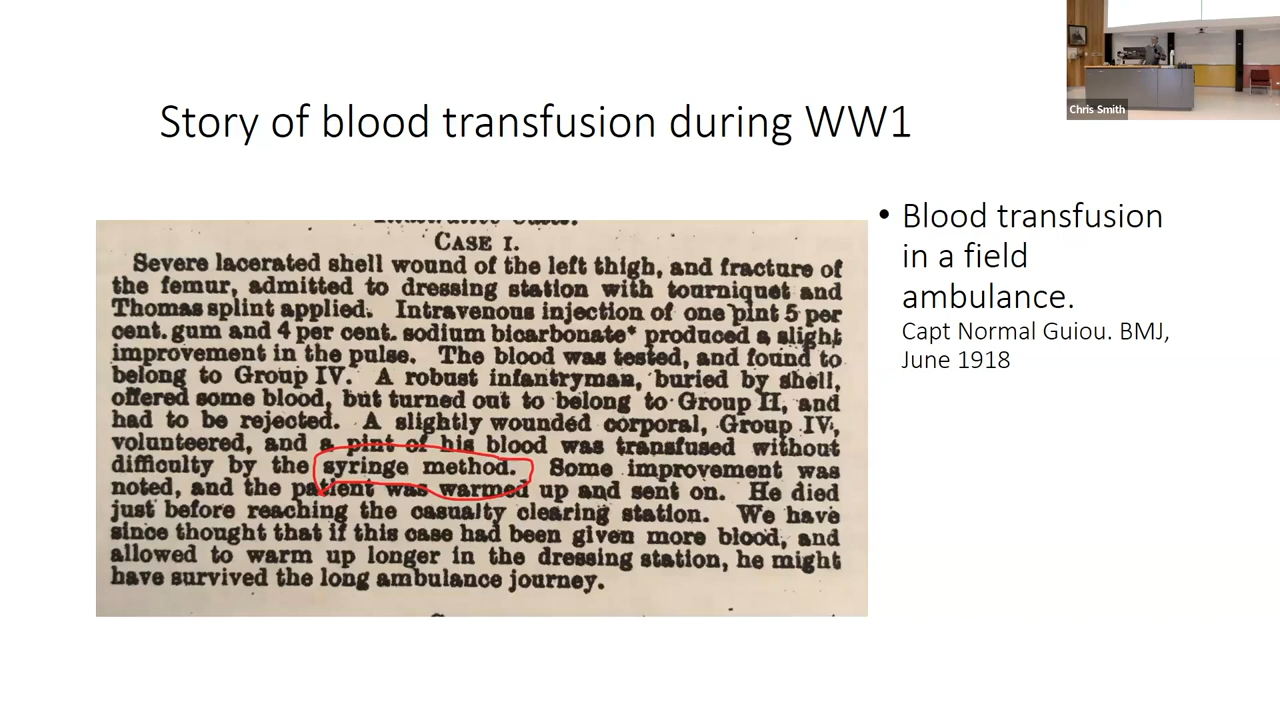 Chris Smith
Story of blood transfusion during WW1
CASE I.
Severe lacerated shell wound of the left thigh, and fracture of
the femur, admitted to dressing station with tourniquet and
Thomas splint applied. Intravenous injection of one pint 5 per
cent. gum and 4 per cent. sodium bicarbonate* produced a slight
improvement in the pulse. The blood was tested, and found to
belong to Group IV. A robust infantryman, buried by shell,
offered some blood, but turned out to belong to Group II, and
had to be rejected. A slightly wounded corporal, Group IV,
volunteered, and a pint of his blood was transfused without
difficulty by the syringe method. Some improvement was
noted, and the patient was warmed up and sent on. He died
just before reaching the casualty clearing station. We have
since thought that if this case had been given more blood, and
allowed to warm up longer in the dressing station, he might
have survived the long ambulance journey.
• Blood transfusion
in a field
ambulance.
Capt Normal Guiou. BMJ,
June 1918